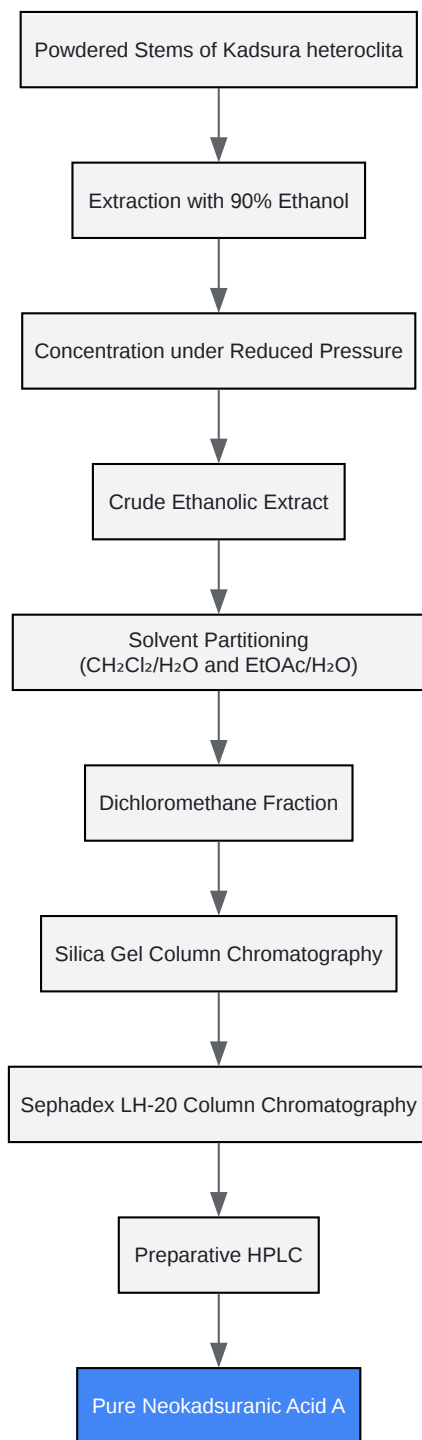 Powdered Stems of Kadsura heteroclita
Extraction with 90% Ethanol
Concentration under Reduced Pressure
Crude Ethanolic Extract
Solvent Partitioning
(CH₂Cl₂/H₂O and EtOAc/H₂O)
Dichloromethane Fraction
Silica Gel Column Chromatography
Sephadex LH-20 Column Chromatography
Preparative HPLC
Pure Neokadsuranic Acid A